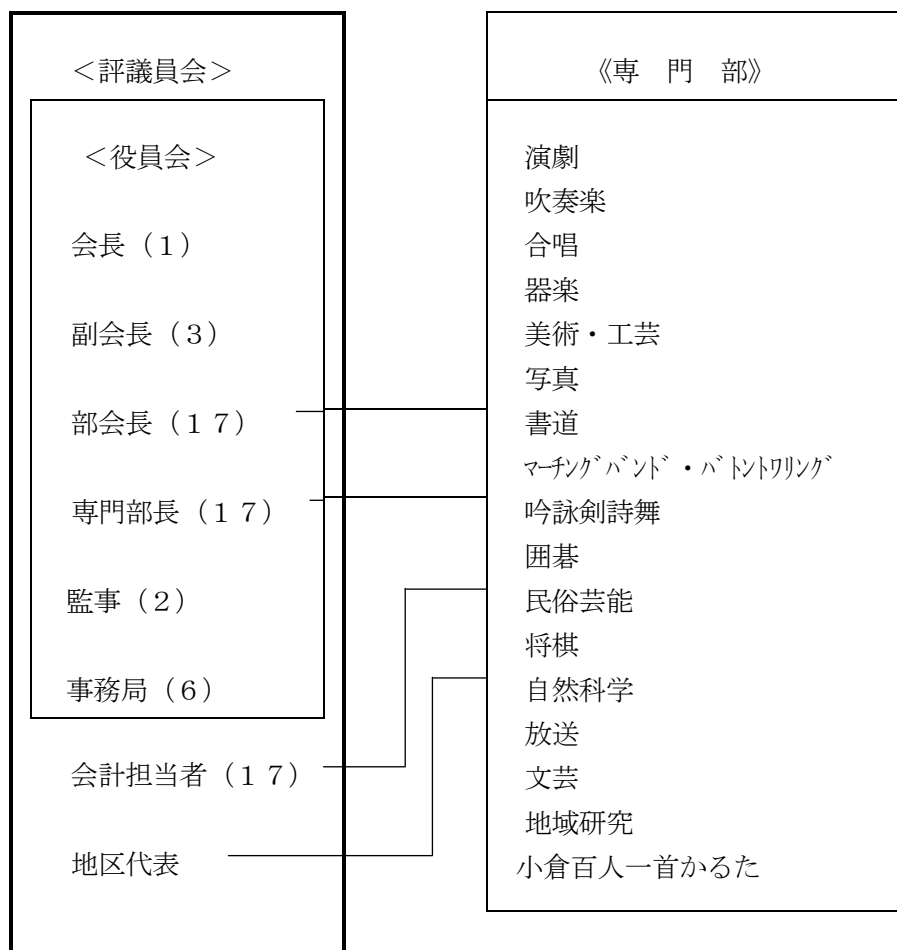 ＜評議員会＞
＜役員会＞
会長（１）
副会長（３）
部会長（１７）
専門部長（１７）
監事（２）
事務局（６）
会計担当者（１７）
地区代表
《専　門　部》
演劇
吹奏楽
合唱
器楽
美術・工芸
写真
書道
ﾏｰﾁﾝｸﾞﾊﾞﾝﾄﾞ・ﾊﾞﾄﾝﾄﾜﾘﾝｸﾞ
吟詠剣詩舞
囲碁
民俗芸能
将棋
自然科学
放送
文芸
地域研究
小倉百人一首かるた